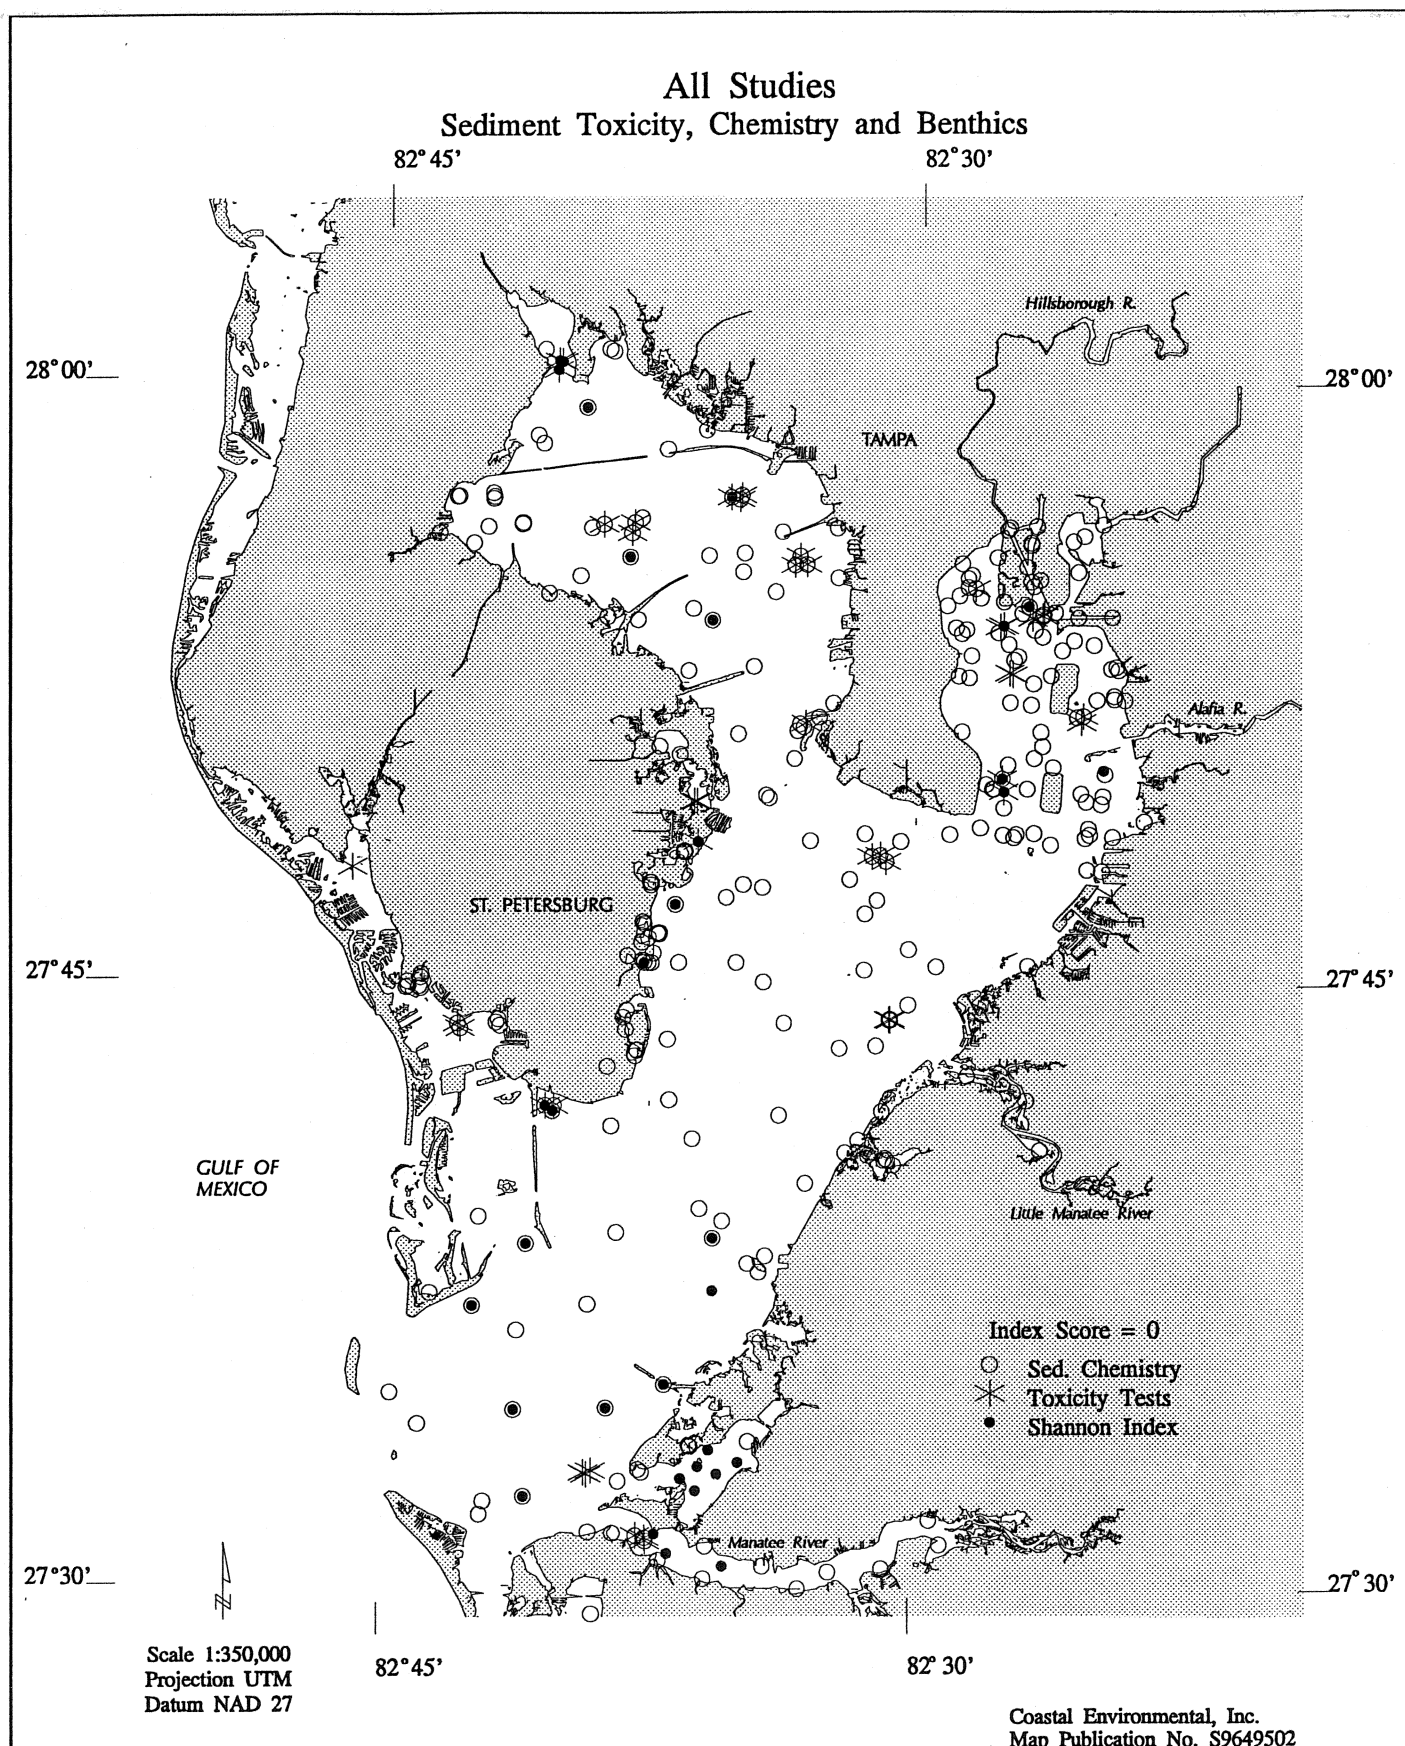 All Studies
Sediment Toxicity, Chemistry and Benthics
82°45' 82°30'
Hillsborough R.
28°00' 28°00'
TAMPA
Alafia R.
ST. PETERSBURG
27°45' 27°45'
GULF OF
MEXICO
Little Manatee River
Index Score = 0
Sed. Chemistry
Toxicity Tests
Shannon Index
Manatee River
27°30' 27°30'
N
Scale 1:350,000
Projection UTM
Datum NAD 27
82°45' 82°30'
Coastal Environmental, Inc.
Map Publication No. S9649502